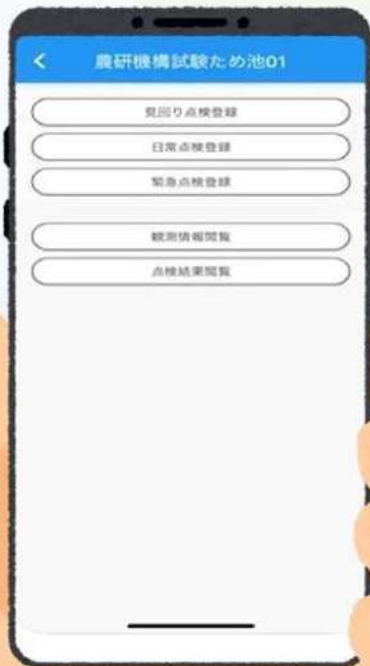 農研機構試験ため池01
見回り点検登録
日常点検登録
緊急点検登録
観測情報閲覧
点検結果閲覧